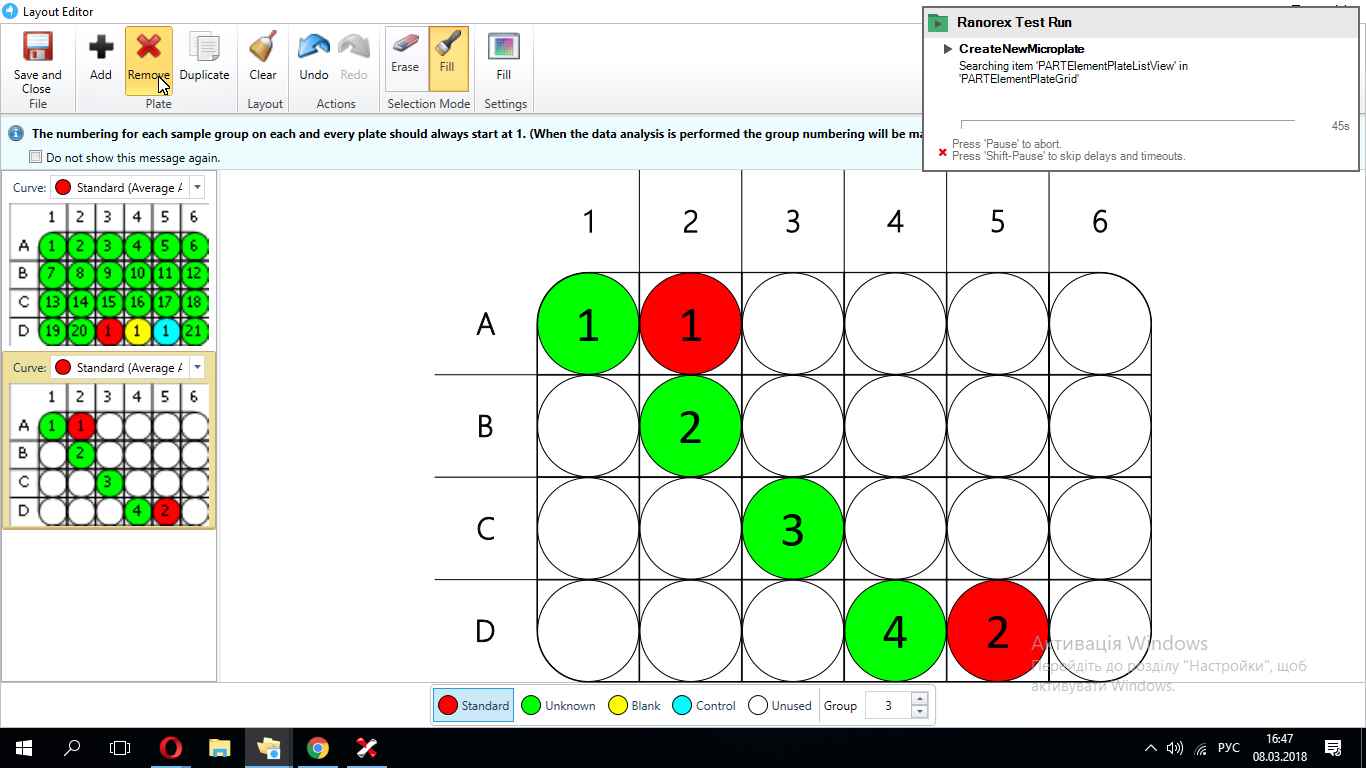 Layout Editor
Ranorex Test Run
CreateNewMicroplate
Searching item 'PARTElementPlateListView' in
'PARTElementPlateGrid'
45s
Press 'Pause' to abort.
Press 'Shift-Pause' to skip delays and timeouts.
Save and Close
Add Remove Duplicate
Clear
Undo Redo
Erase Fill
Fill
File Plate Layout Actions Selection Mode Settings
The numbering for each sample group on each and every plate should always start at 1. (When the data analysis is performed the group numbering will be ma
Do not show this message again.
Curve: Standard (Average A
1 2 3 4 5 6
A 1 2 3 4 5 6
B 7 8 9 10 11 12
C 13 14 15 16 17 18
D 19 20 1 1 1 21
Curve: Standard (Average A
1 2 3 4 5 6
A 1 1
B 2
C 3
D 4 2
1 2 3 4 5 6
A 1 1
B 2
C 3
D 4 2
Активація Windows
Перейдіть до розділу "Настройки", щоб
активувати Windows.
Standard Unknown Blank Control Unused Group 3
РУС
16:47
08.03.2018